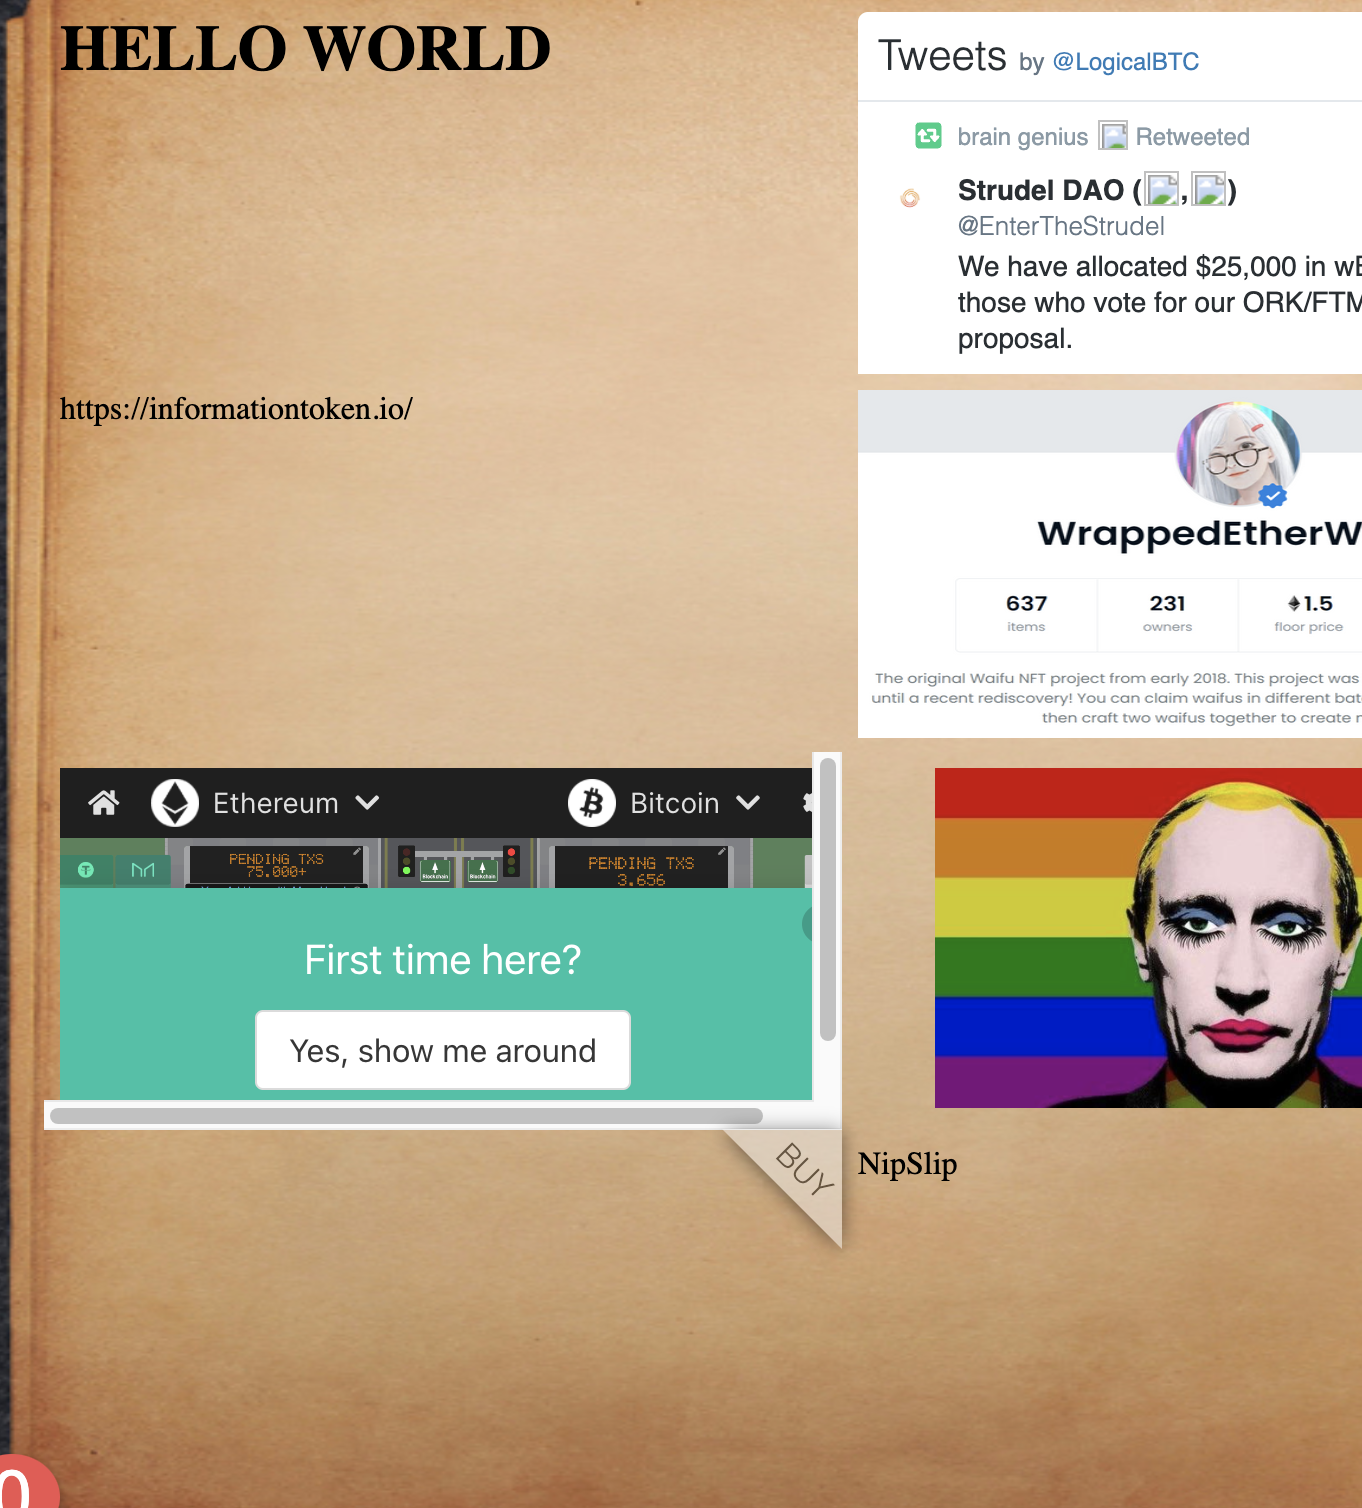 HELLO WORLD
https://informationtoken.io/
Ethereum
Bitcoin
PENDING TXS
75.000+
Blockchain
Blockchain
PENDING TXS
3.656
First time here?
Yes, show me around
BUY
0
Tweets by @LogicalBTC
brain genius Retweeted
Strudel DAO ( , )
@EnterTheStrudel
We have allocated $25,000 in
those who vote for our ORK/FTM
proposal.
WrappedEtherW
637
items
231
owners
1.5
floor price
The original Waifu NFT project from early 2018. This project was
until a recent rediscovery! You can claim waifus in different
then craft two waifus together to create
NipSlip